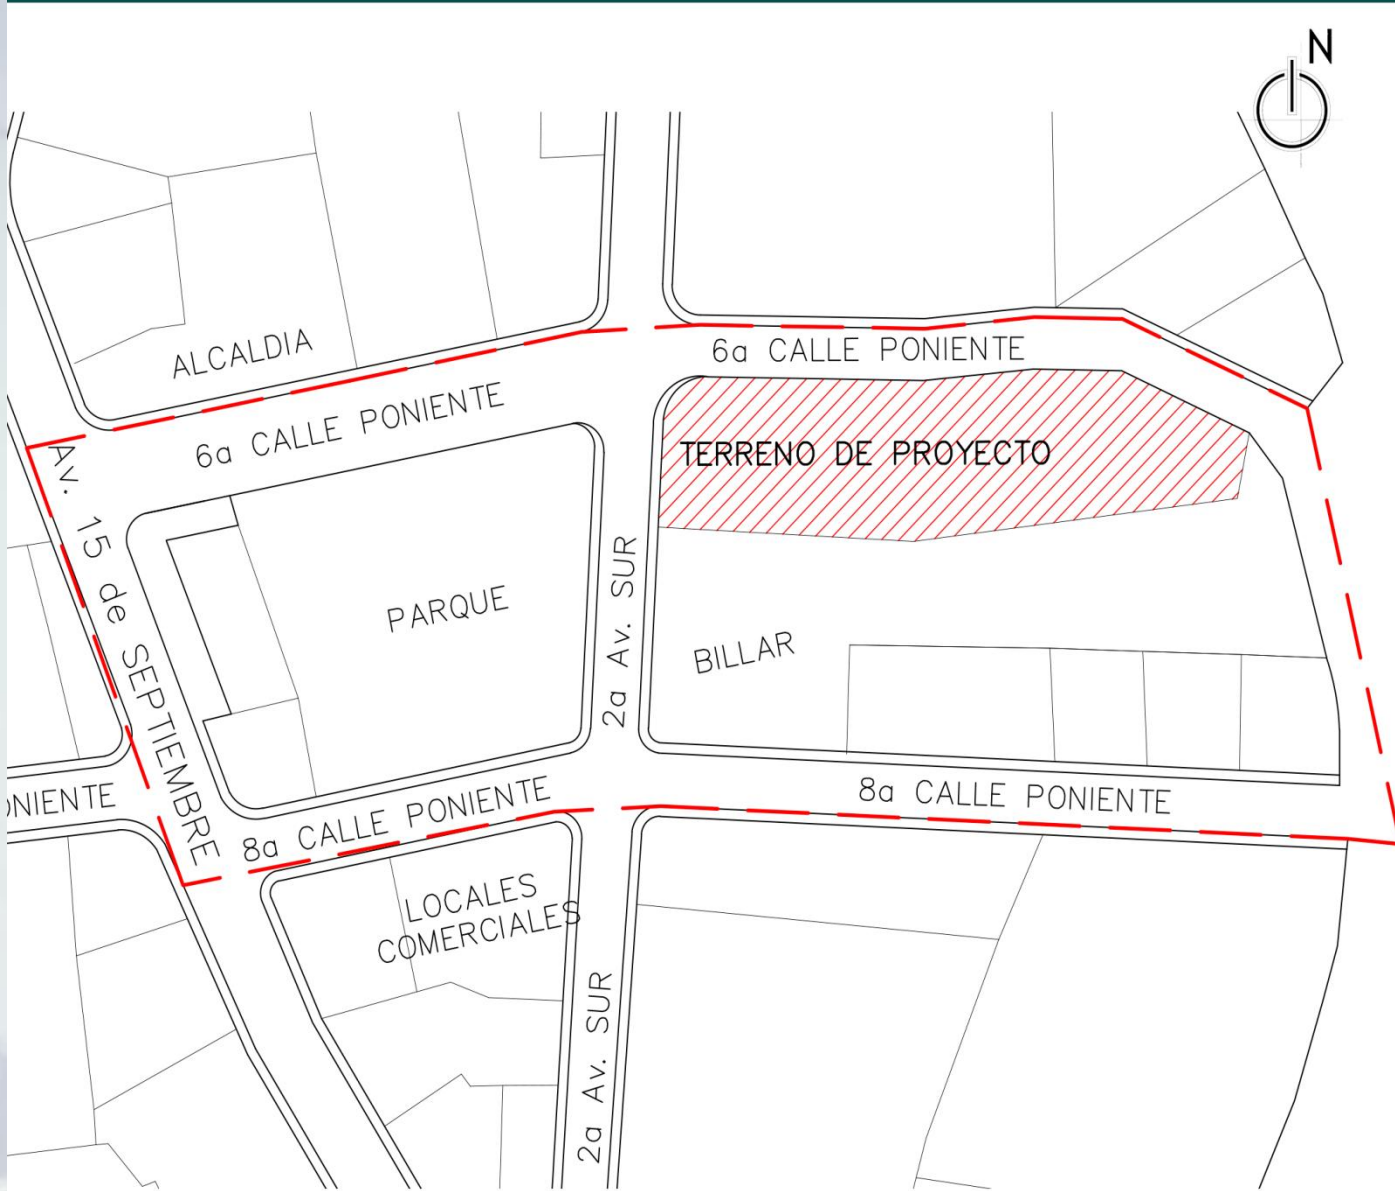 N
ALCALDIA
6a CALLE PONIENTE
6a CALLE PONIENTE
TERRENO DE PROYECTO
Av. 15 de SEPTIEMBRE
PARQUE
2a Av. SUR
BILLAR
ONIENTE
8a CALLE PONIENTE
8a CALLE PONIENTE
LOCALES
COMERCIALES
2a Av. SUR